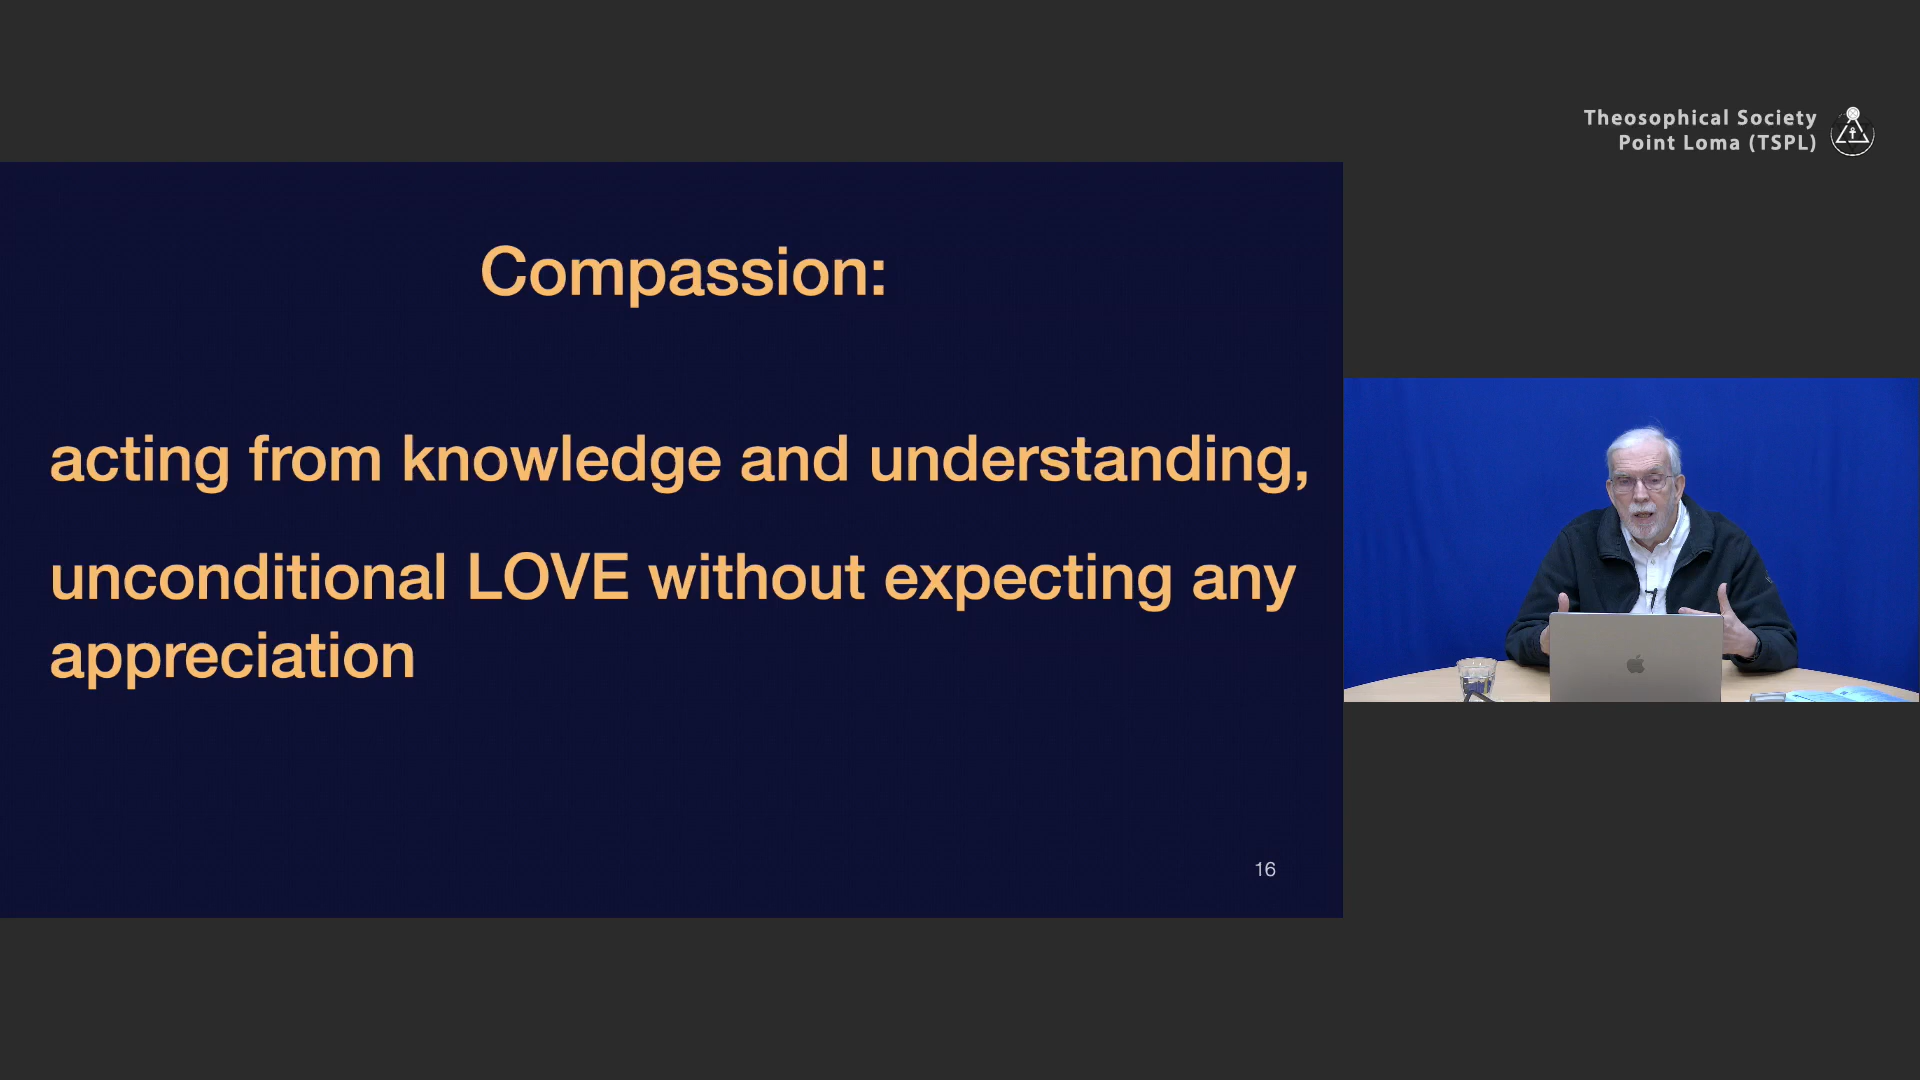 Theosophical Society
Point Loma (TSPL)
Compassion:
acting from knowledge and understanding,
unconditional LOVE without expecting any
appreciation
16